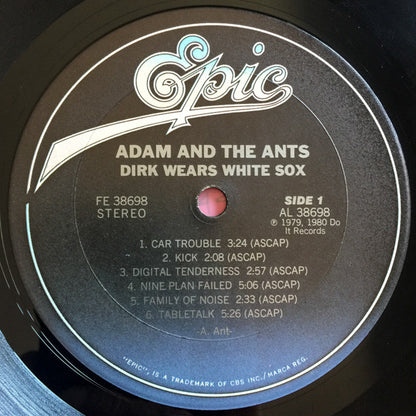 Epic
ADAM AND THE ANTS
DIRK WEARS WHITE SOX
FE 38698
STEREO
SIDE 1
AL 38698
℗ 1979, 1980 Do
It Records
1. CAR TROUBLE 3:24 (ASCAP)
2. KICK 2:08 (ASCAP)
3. DIGITAL TENDERNESS 2:57 (ASCAP)
4. NINE PLAN FAILED 5:06 (ASCAP)
5. FAMILY OF NOISE 2:33 (ASCAP)
6. TABLETALK 5:26 (ASCAP)
-A. Ant-
"EPIC", IS A TRADEMARK OF CBS INC./MARCA REG.